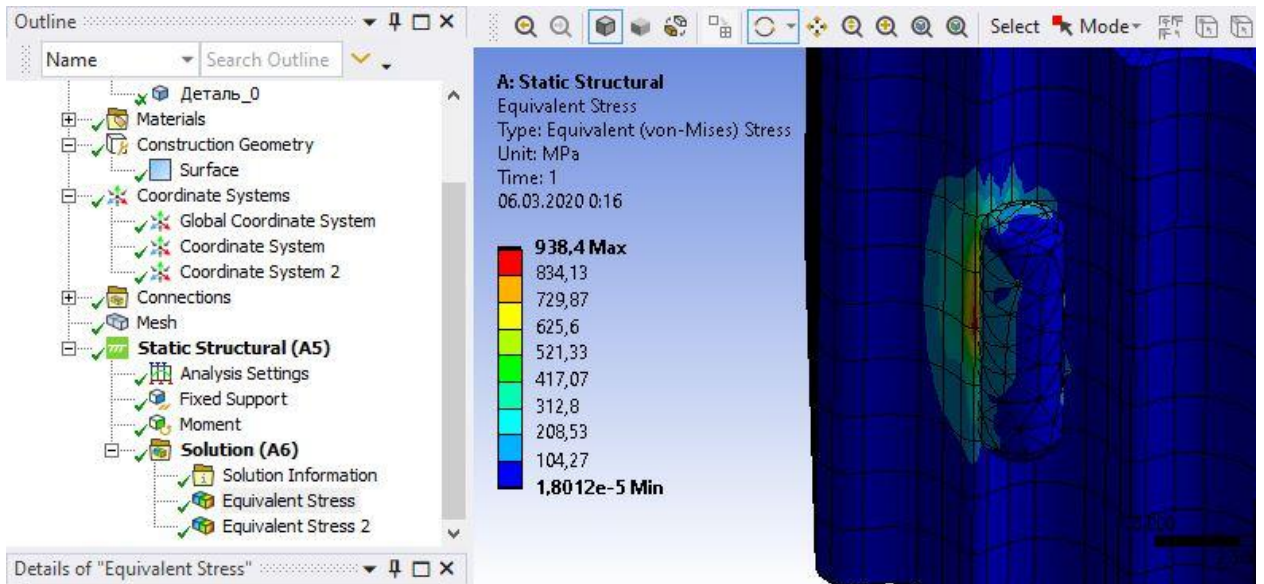 Outline
Name
Search Outline
Деталь_0
Materials
Construction Geometry
Surface
Coordinate Systems
Global Coordinate System
Coordinate System
Coordinate System 2
Connections
Mesh
Static Structural (A5)
Analysis Settings
Fixed Support
Moment
Solution (A6)
Solution Information
Equivalent Stress
Equivalent Stress 2
Details of "Equivalent Stress"
Select Mode
A: Static Structural
Equivalent Stress
Type: Equivalent (von-Mises) Stress
Unit: MPa
Time: 1
06.03.2020 0:16
938,4 Max
834,13
729,87
625,6
521,33
417,07
312,8
208,53
104,27
1,8012e-5 Min